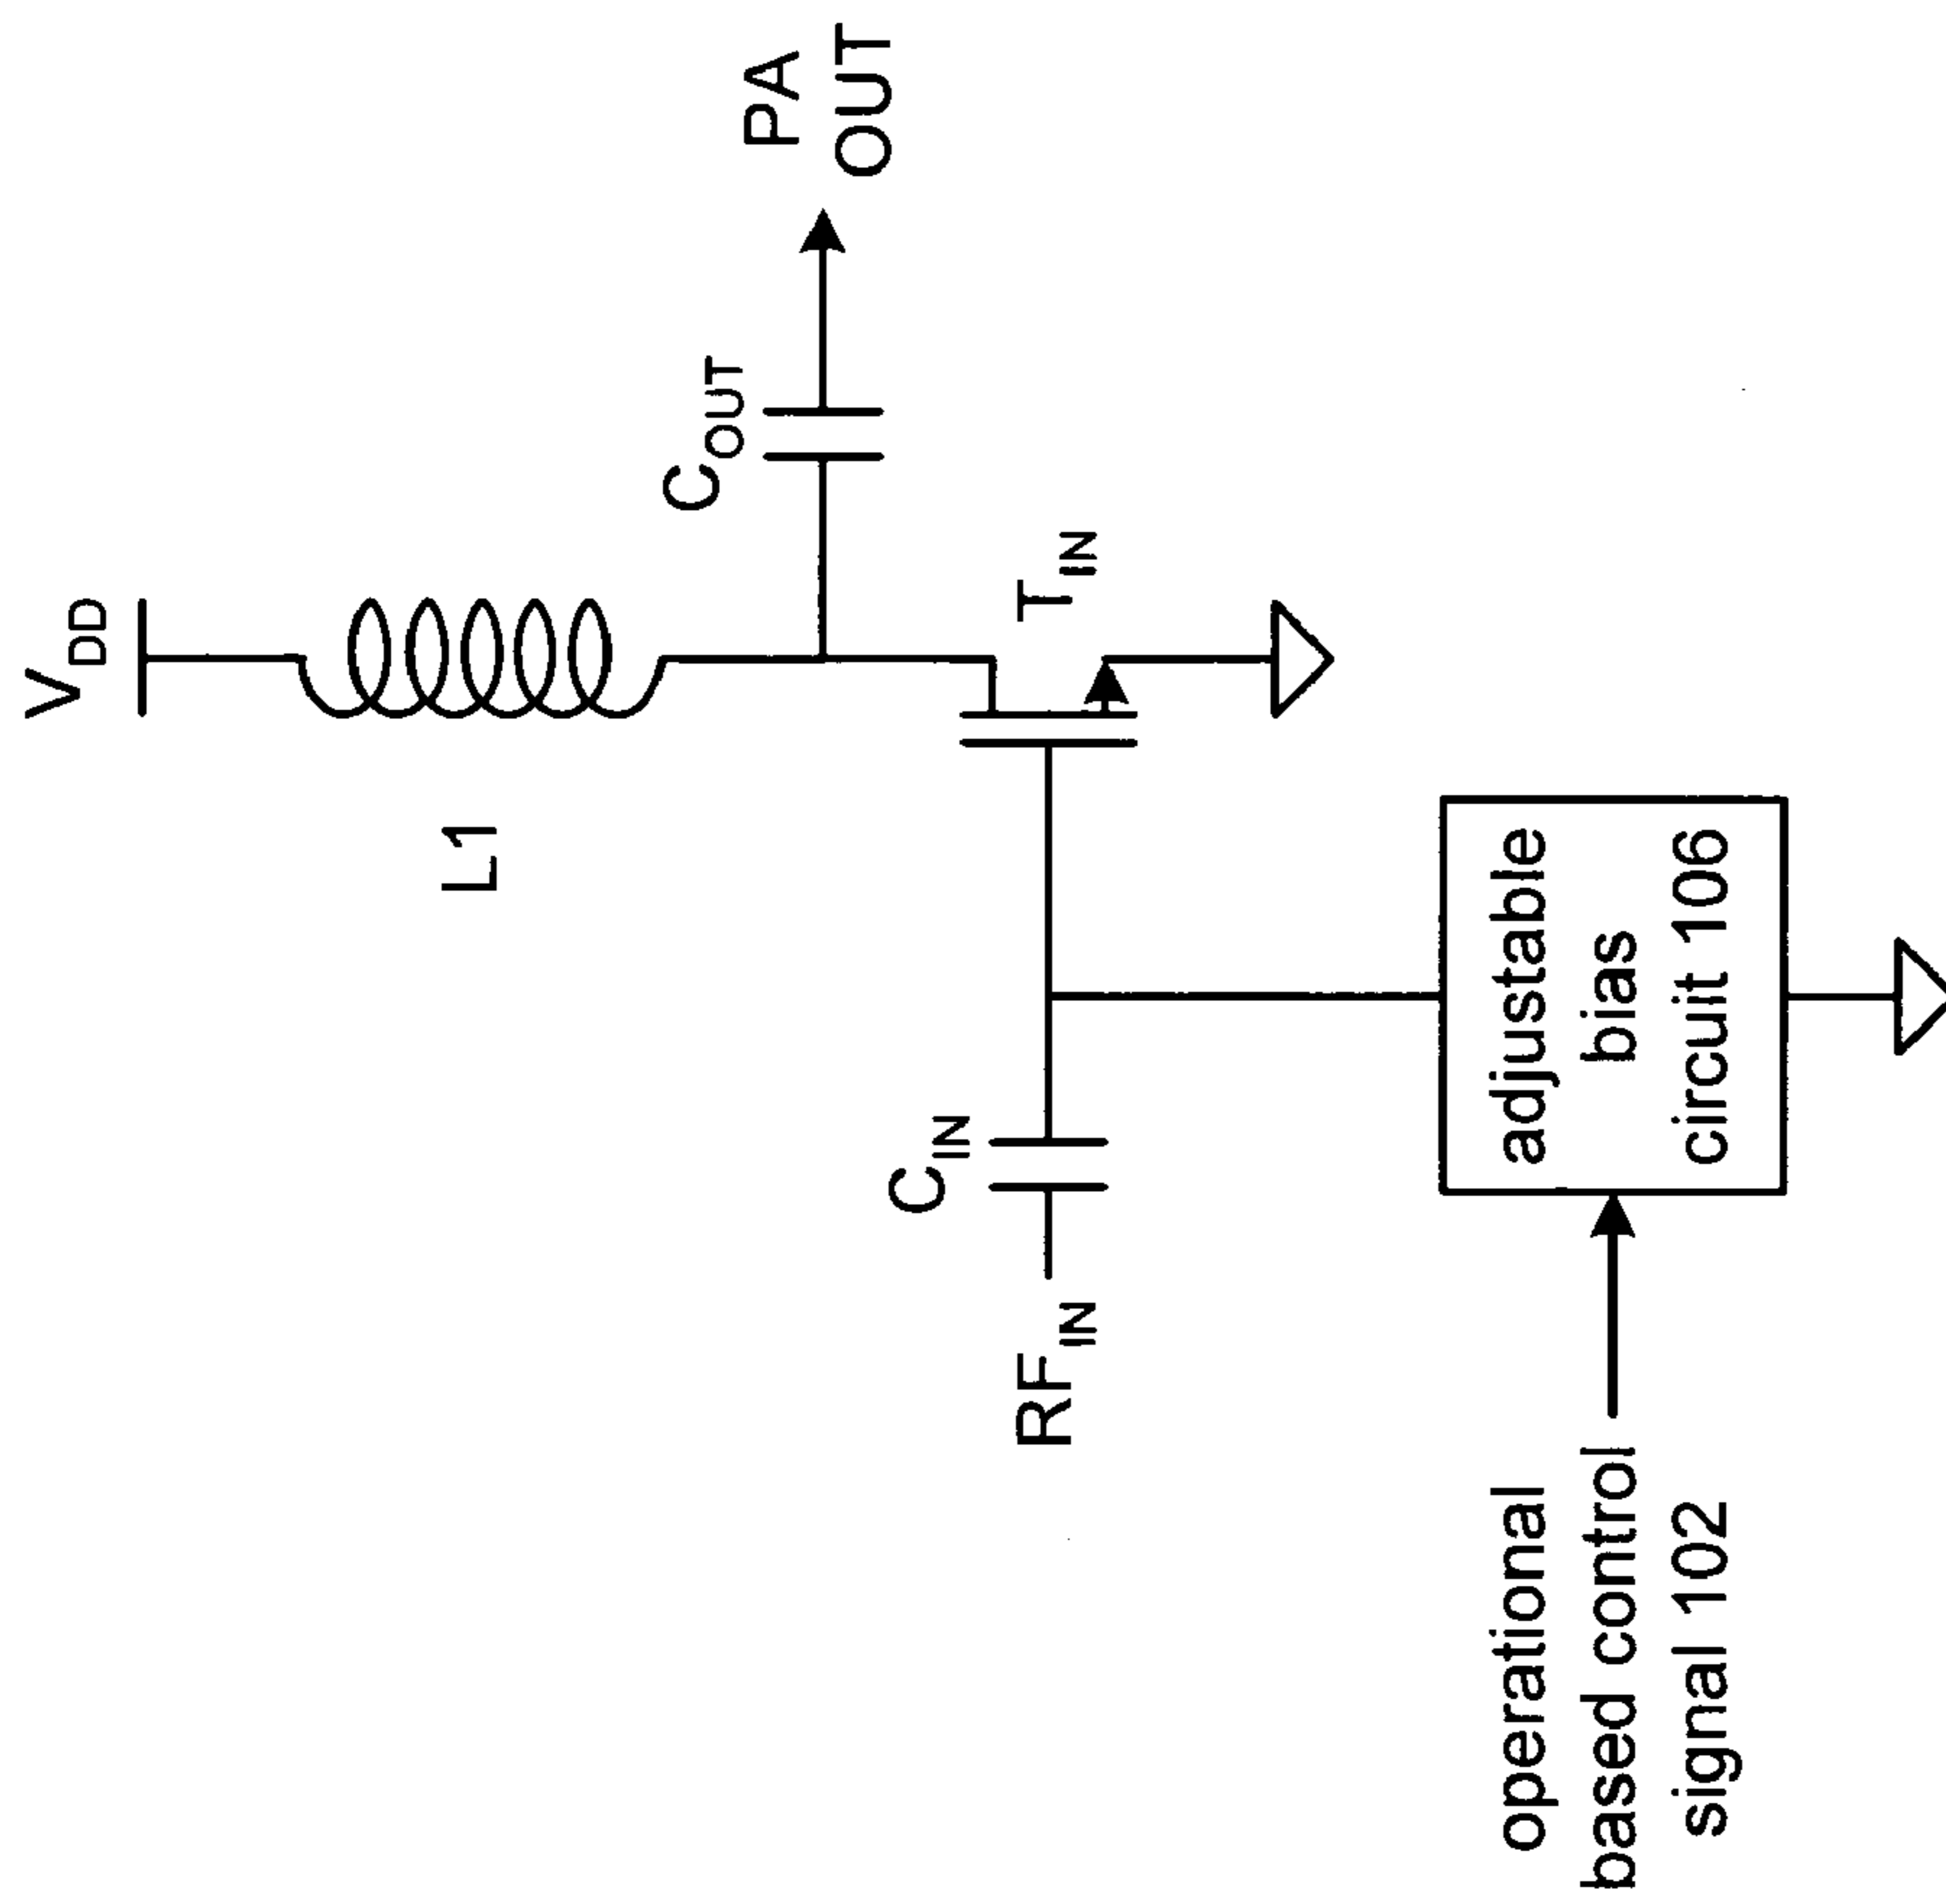 V_DD
L1
C_OUT
PA
OUT
T_IN
C_IN
RF_IN
operational
based control
signal 102
adjustable
bias
circuit 106